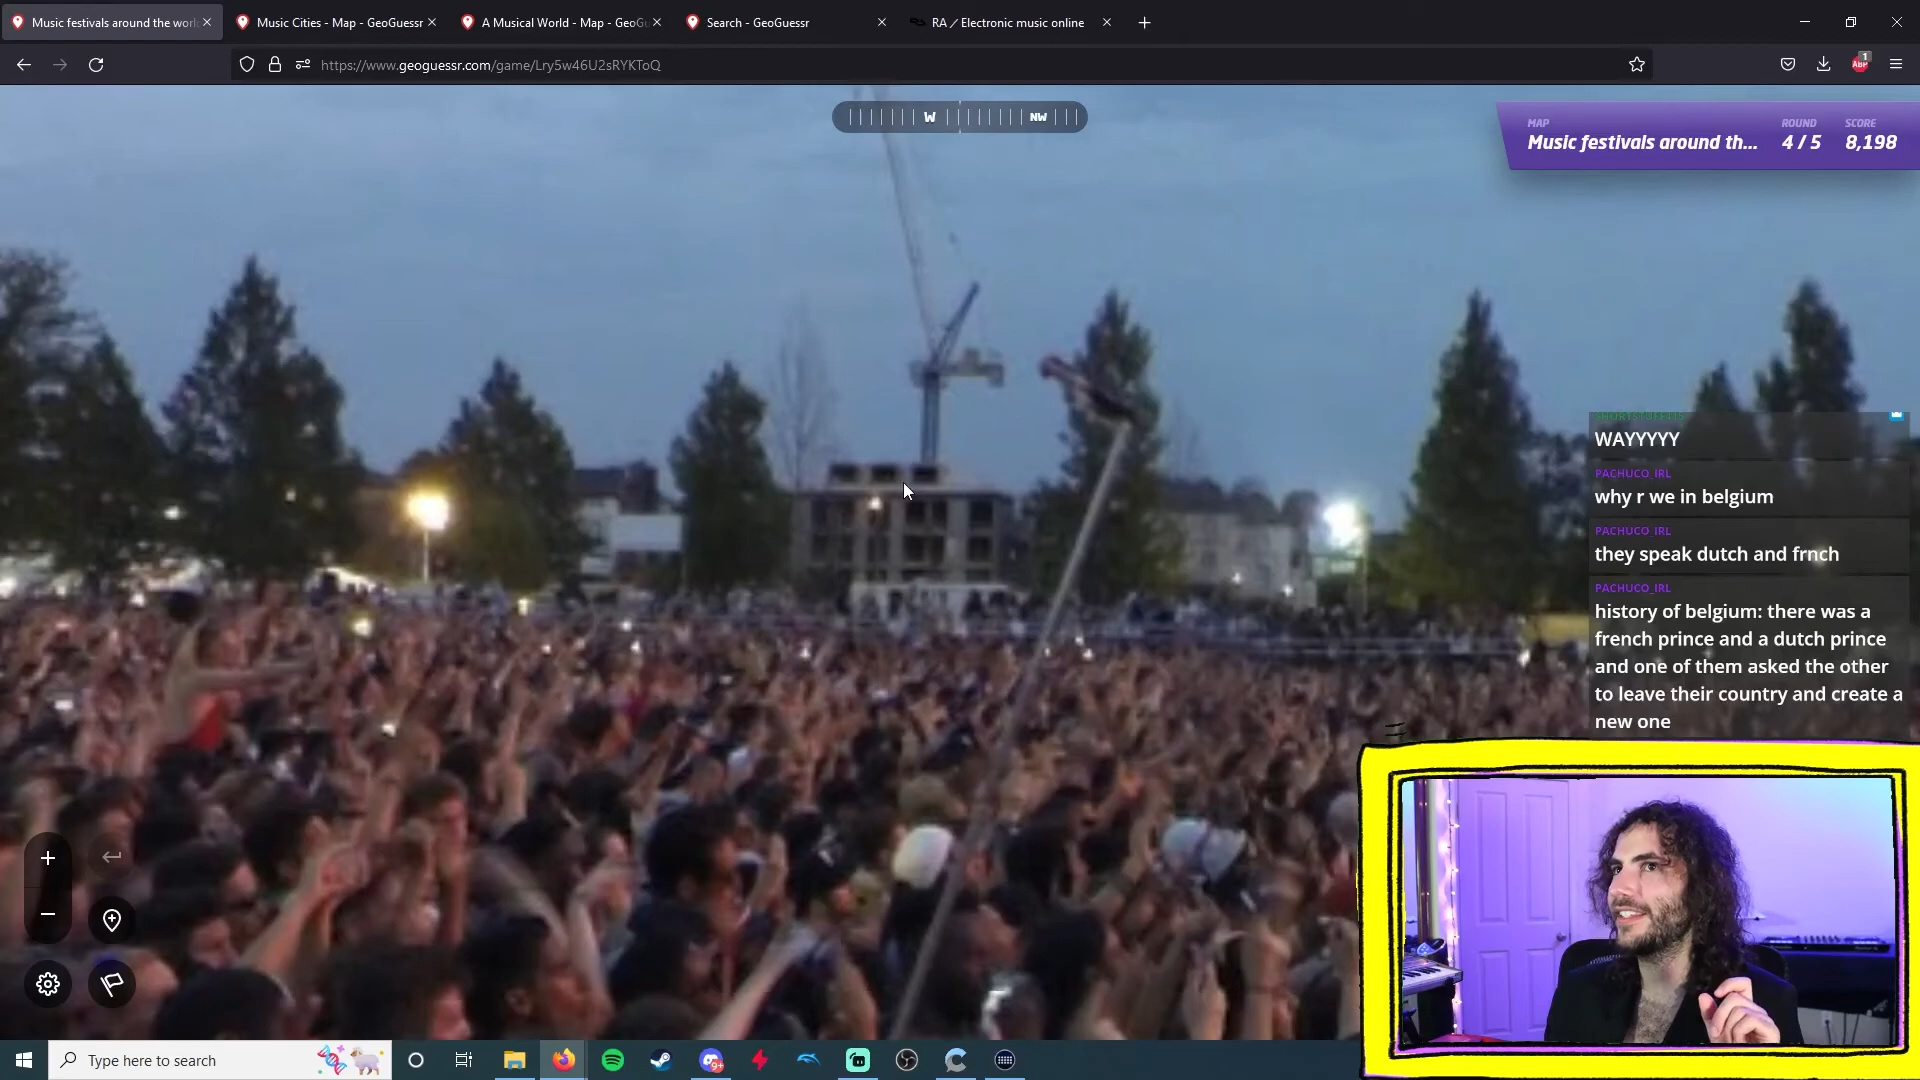 Music festivals around the worl
Music Cities - Map - GeoGuessr
A Musical World - Map - GeoGu
Search - GeoGuessr
RA / Electronic music online
https://www.geoguessr.com/game/Lry5w46U2sRYKToQ
1
ABP
W
NW
MAP
Music festivals around th...
ROUND
4 / 5
SCORE
8,198
WAYYYYY
PACHUCO_IRL
why r we in belgium
PACHUCO_IRL
they speak dutch and frnch
PACHUCO_IRL
history of belgium: there was a
french prince and a dutch prince
and one of them asked the other
to leave their country and create a
new one
Type here to search
9+